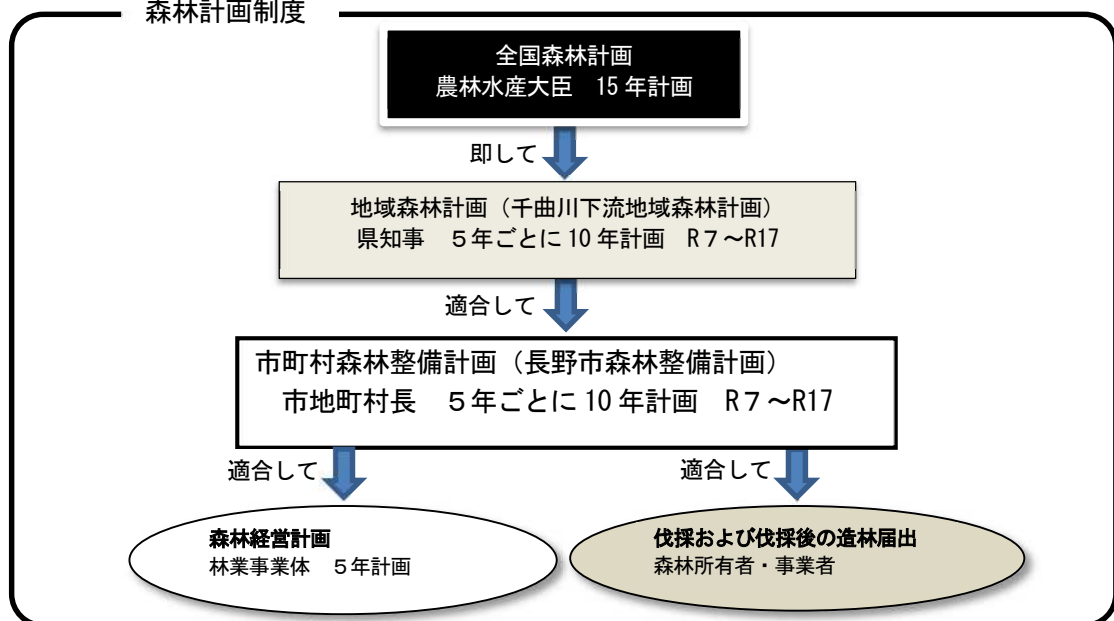 森林計画制度
全国森林計画
農林水産大臣　15年計画
即して
地域森林計画（千曲川下流地域森林計画）
県知事　５年ごとに10年計画　R７～R17
適合して
市町村森林整備計画（長野市森林整備計画）
市地町村長　５年ごとに10年計画　R７～R17
適合して
適合して
森林経営計画
林業事業体　５年計画
伐採および伐採後の造林届出
森林所有者・事業者